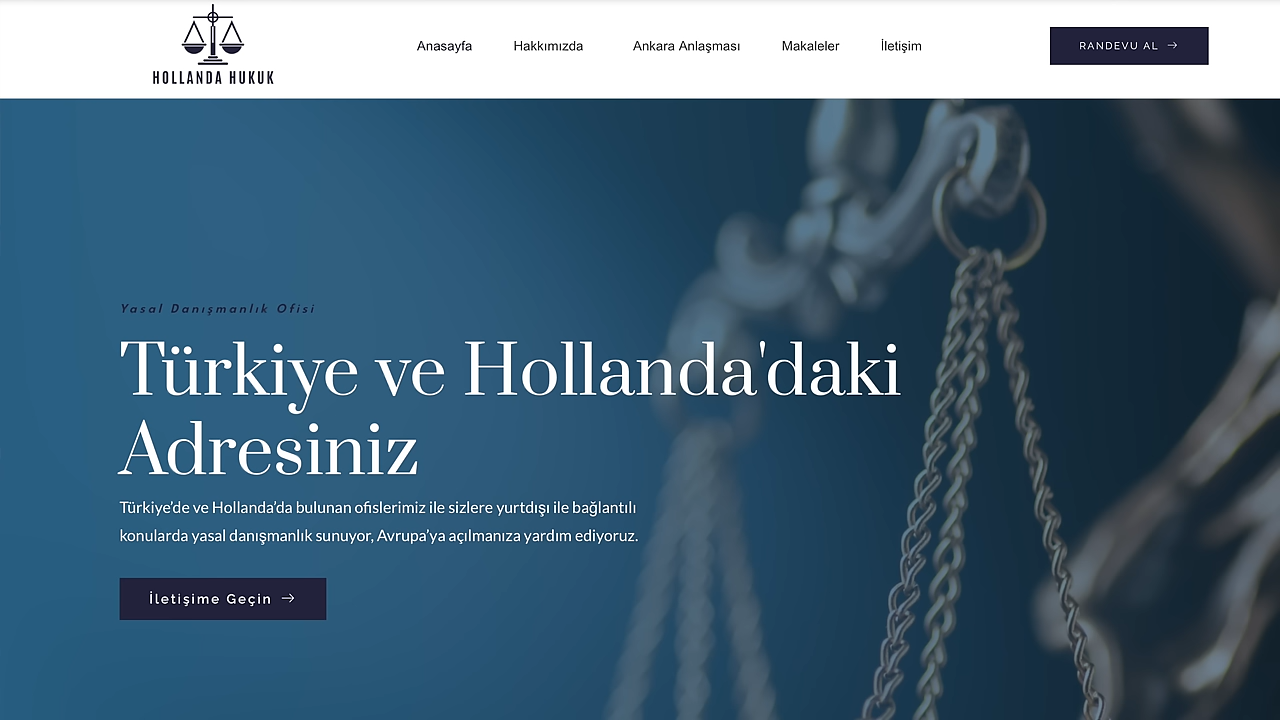 HOLLANDA HUKUK
Anasayfa
Hakkımızda
Ankara Anlaşması
Makaleler
İletişim
RANDEVU AL
Yasal Danışmanlık Ofisi
Türkiye ve Hollanda'daki
Adresiniz
Türkiye’de ve Hollanda’da bulunan ofislerimiz ile sizlere yurtdışı ile bağlantılı
konularda yasal danışmanlık sunuyor, Avrupa’ya açılmanıza yardım ediyoruz.
İletişime Geçin